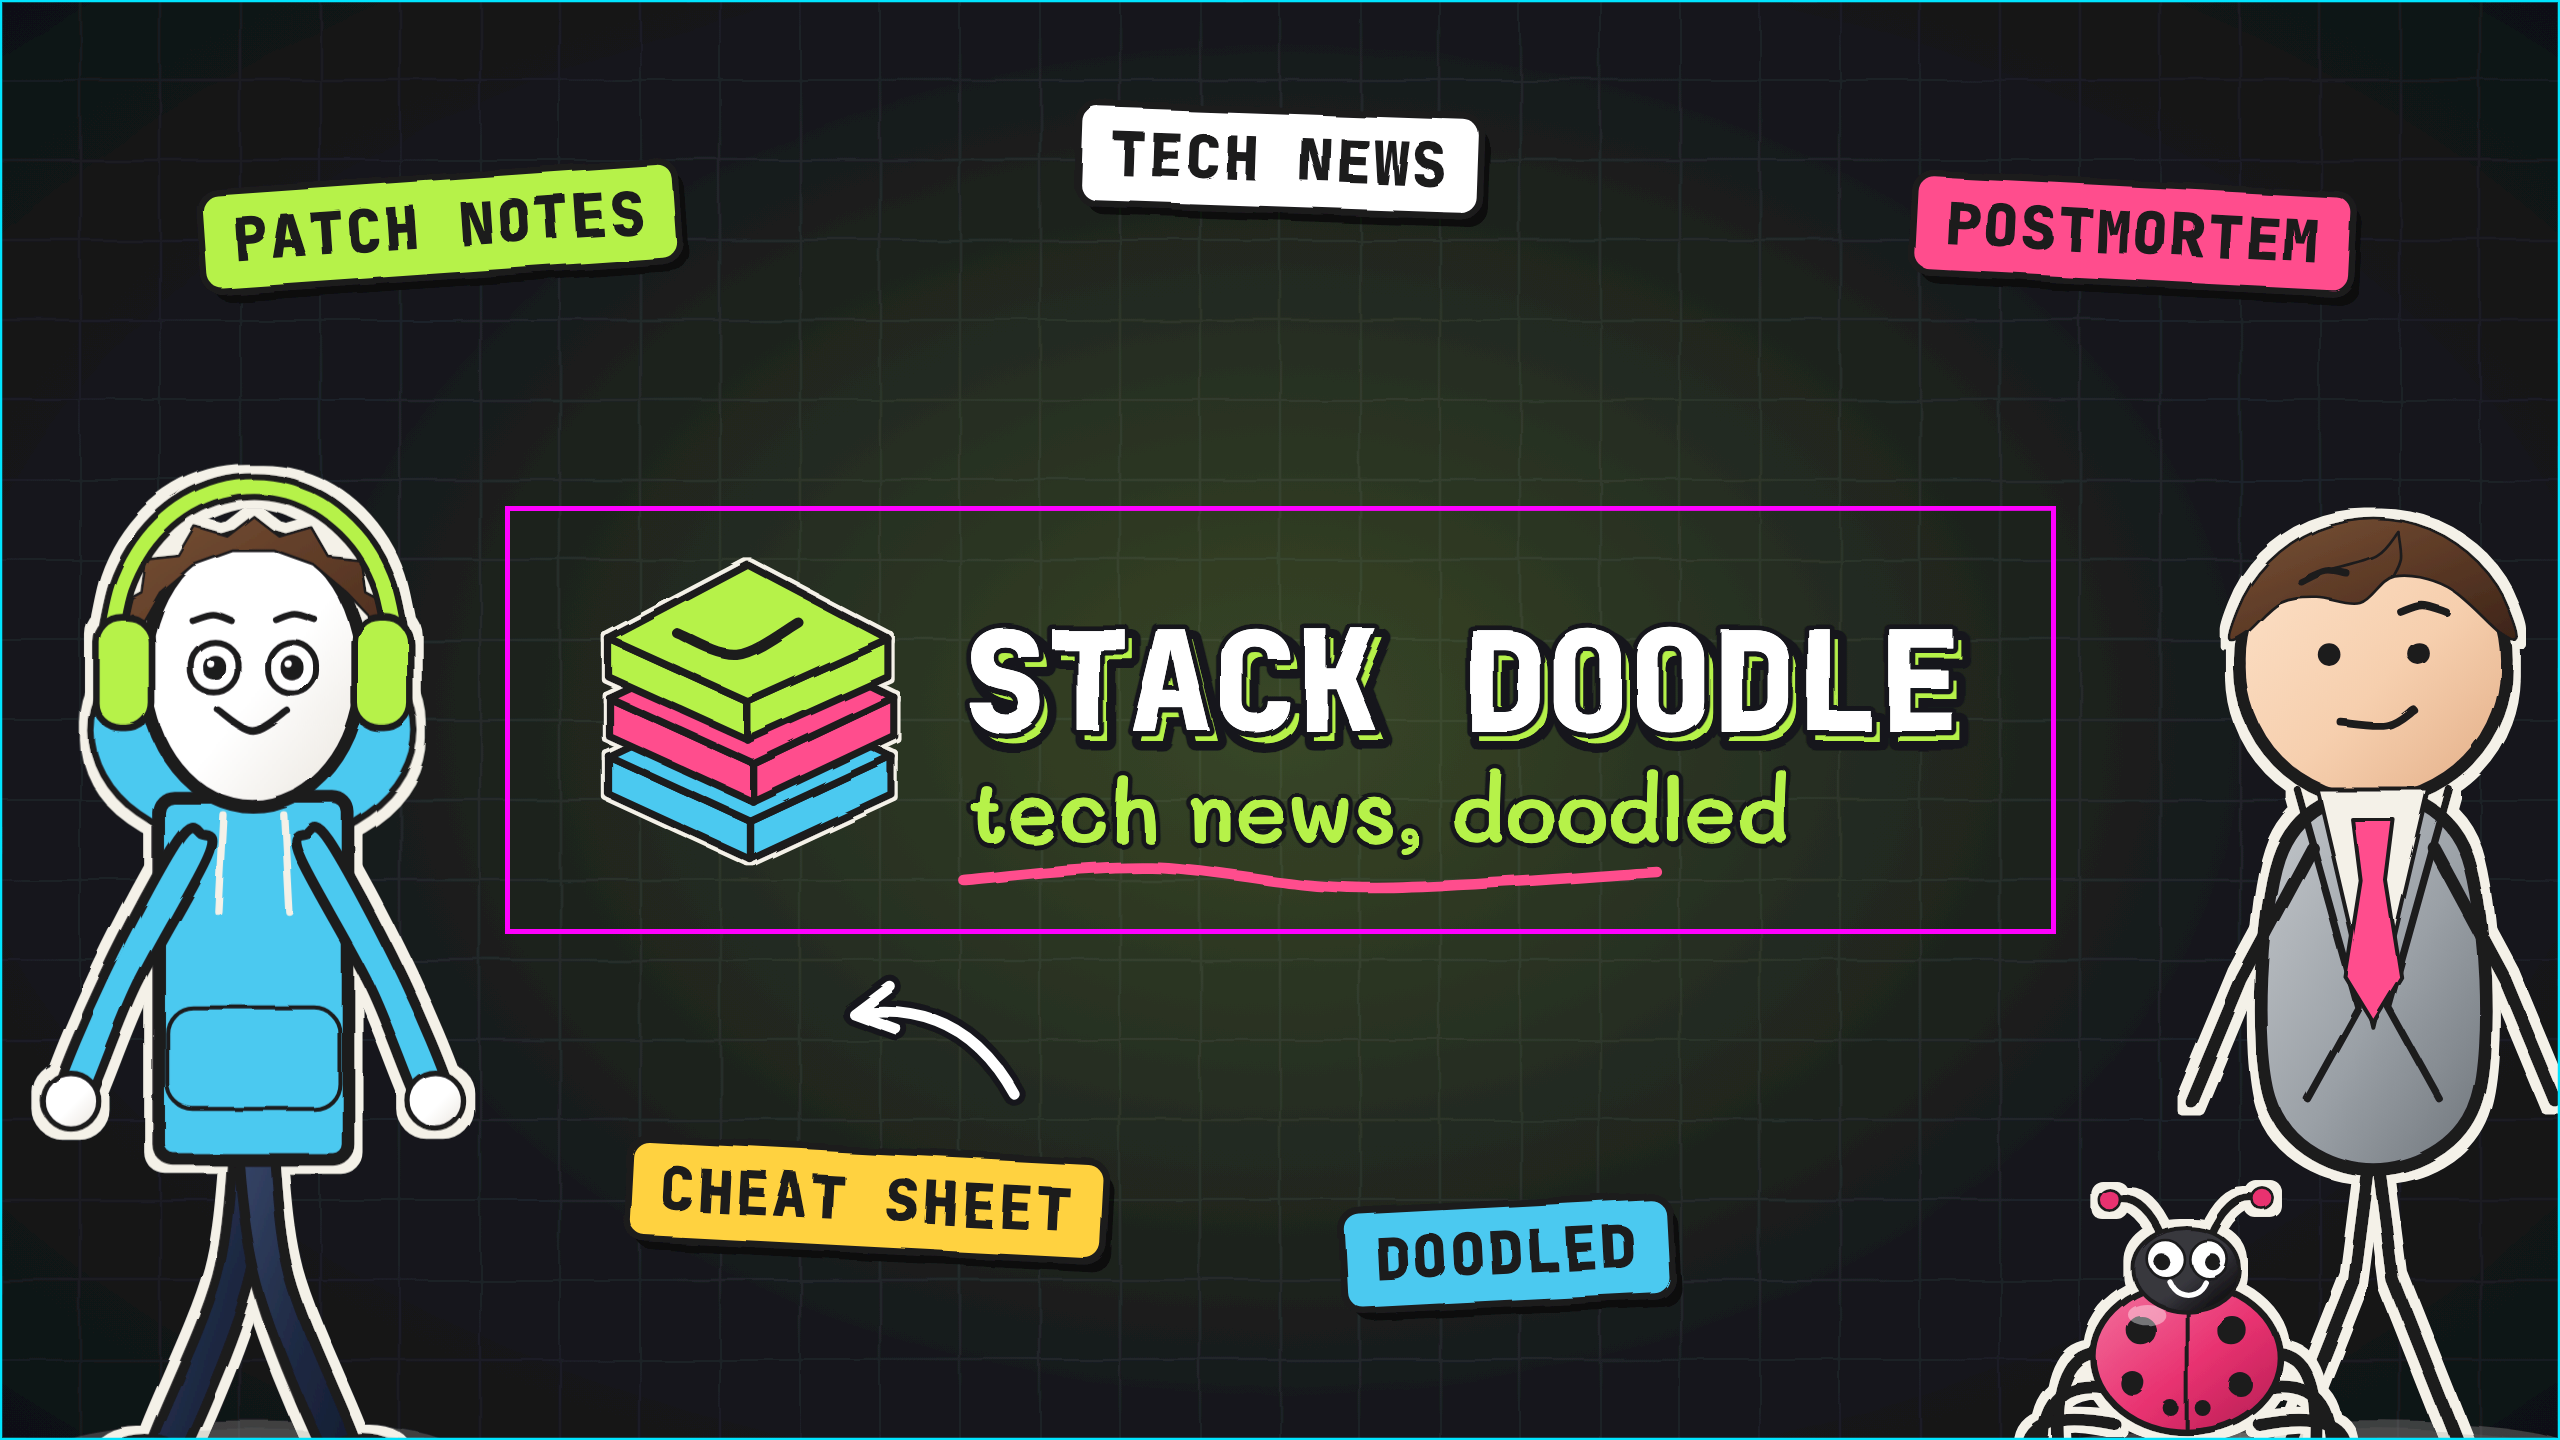 TECH NEWS
PATCH NOTES
POSTMORTEM
STACK DOODLE
tech news, doodled
CHEAT SHEET
DOODLED